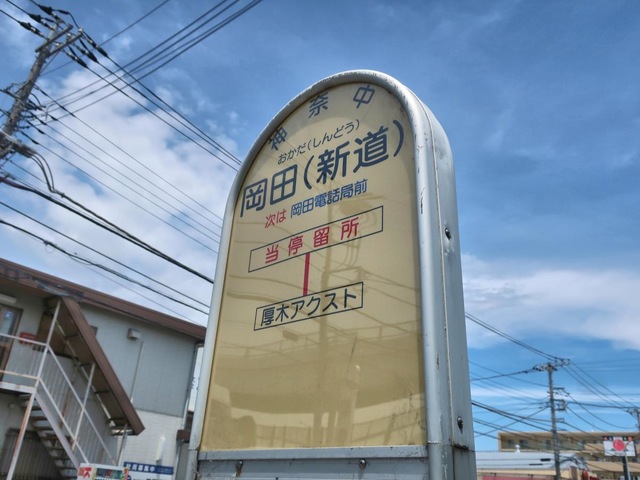 神奈中
おかだ(しんどう)
岡田(新道)
次は 岡田電話局前
当停留所
厚木アクスト